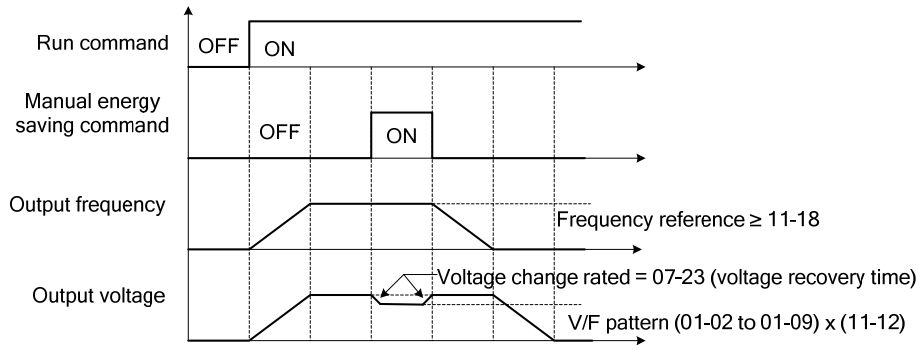 Run command
OFF
ON
Manual energy
saving command
OFF
ON
Output frequency
Frequency reference ≥ 11-18
Voltage change rated = 07-23 (voltage recovery time)
Output voltage
V/F pattern (01-02 to 01-09) x (11-12)